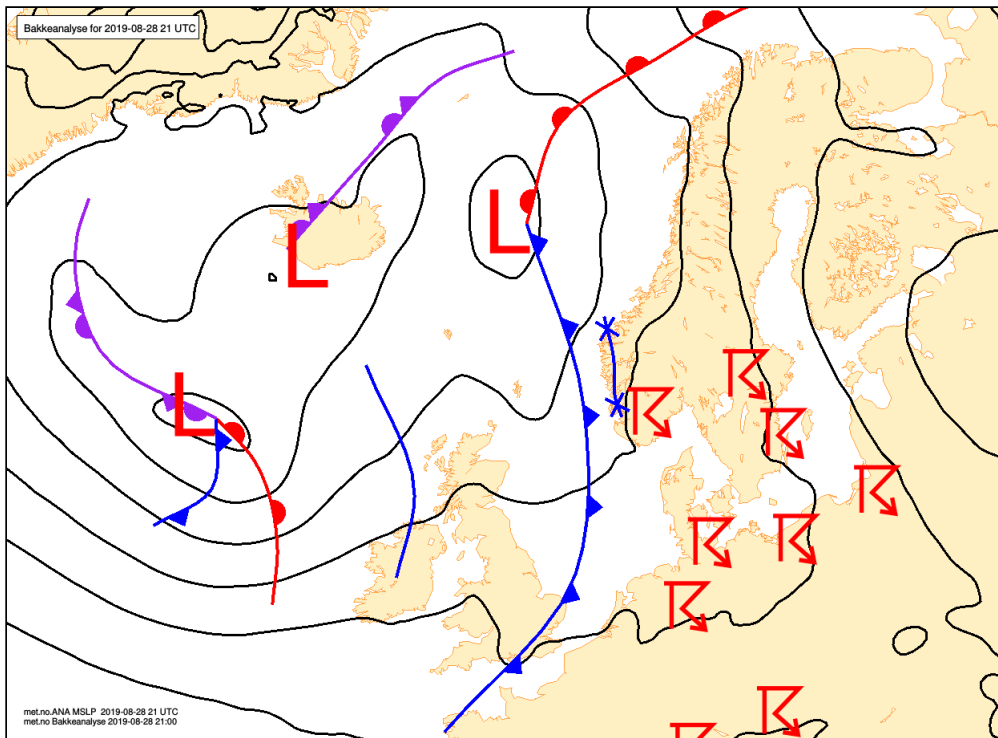 Bakkeanalyse for 2019-08-28 21 UTC
L
L
L
met.no.ANA MSLP 2019-08-28 21 UTC
met.no Bakkeanalyse 2019-08-28 21:00